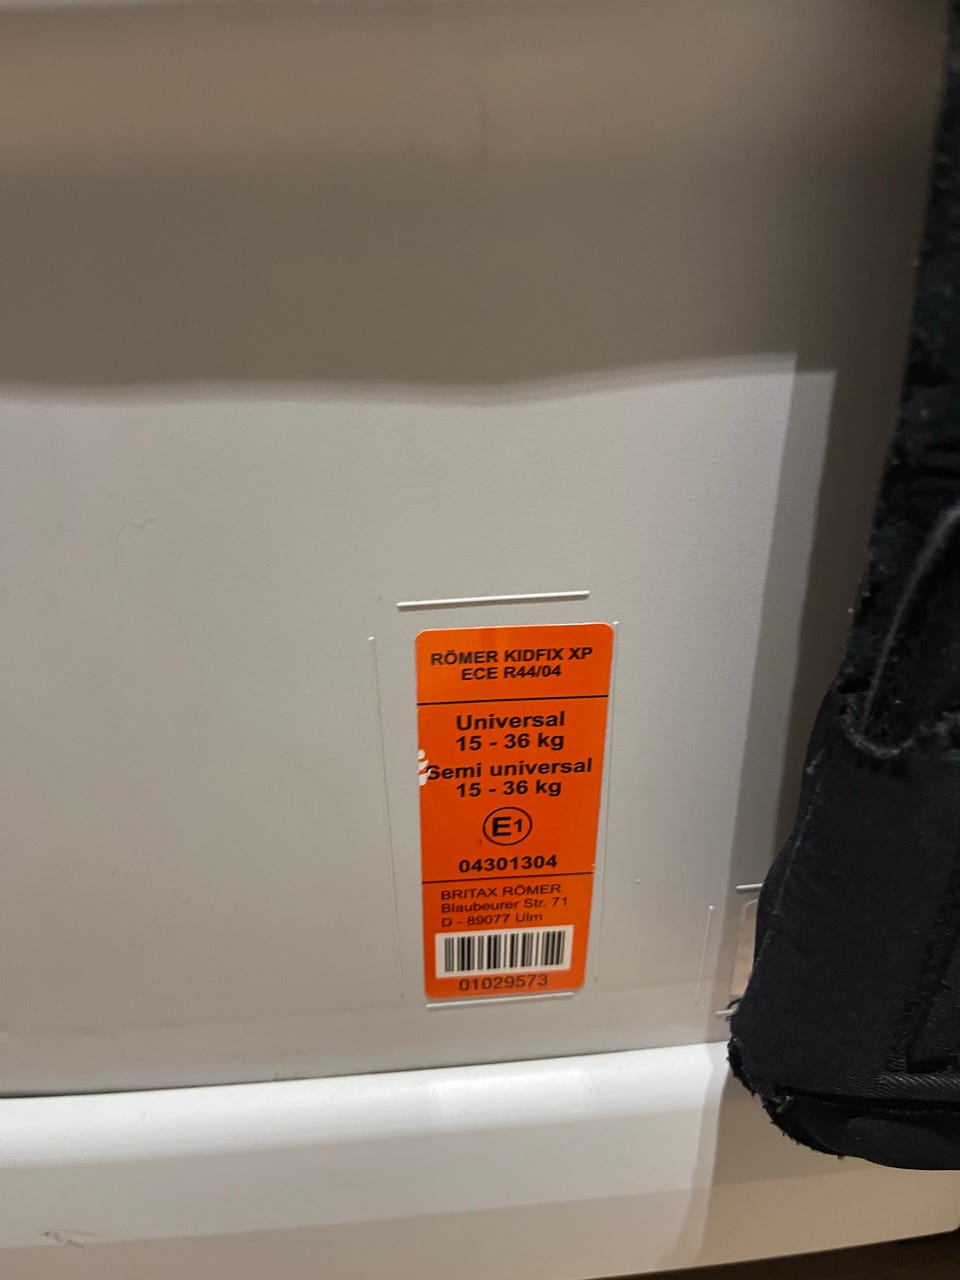 RÖMER KIDFIX XP
ECE R44/04
Universal
15 - 36 kg
Semi universal
15 - 36 kg
E1
04301304
BRITAX RÖMER
Blaubeurer Str. 71
D - 89077 Ulm
01029573